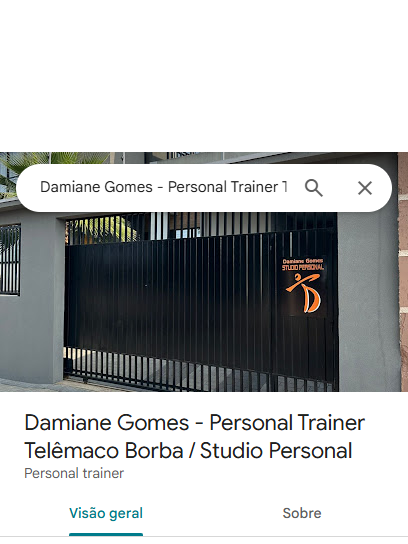 Damiane Gomes - Personal Trainer T
Damiane Gomes
STUDIO PERSONAL
Damiane Gomes - Personal Trainer
Telêmaco Borba / Studio Personal
Personal trainer
Visão geral
Sobre